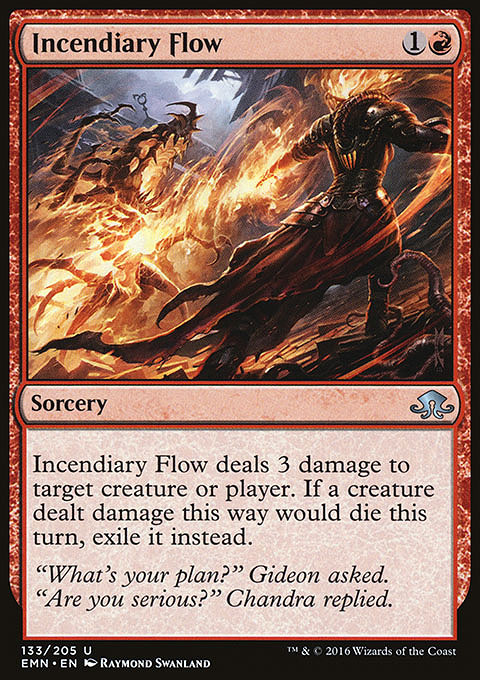 Incendiary Flow 1
Sorcery
Incendiary Flow deals 3 damage to
target creature or player. If a creature
dealt damage this way would die this
turn, exile it instead.
“What’s your plan?” Gideon asked.
“Are you serious?” Chandra replied.
133/205 U
EMN • EN Raymond Swanland
™ & © 2016 Wizards of the Coast